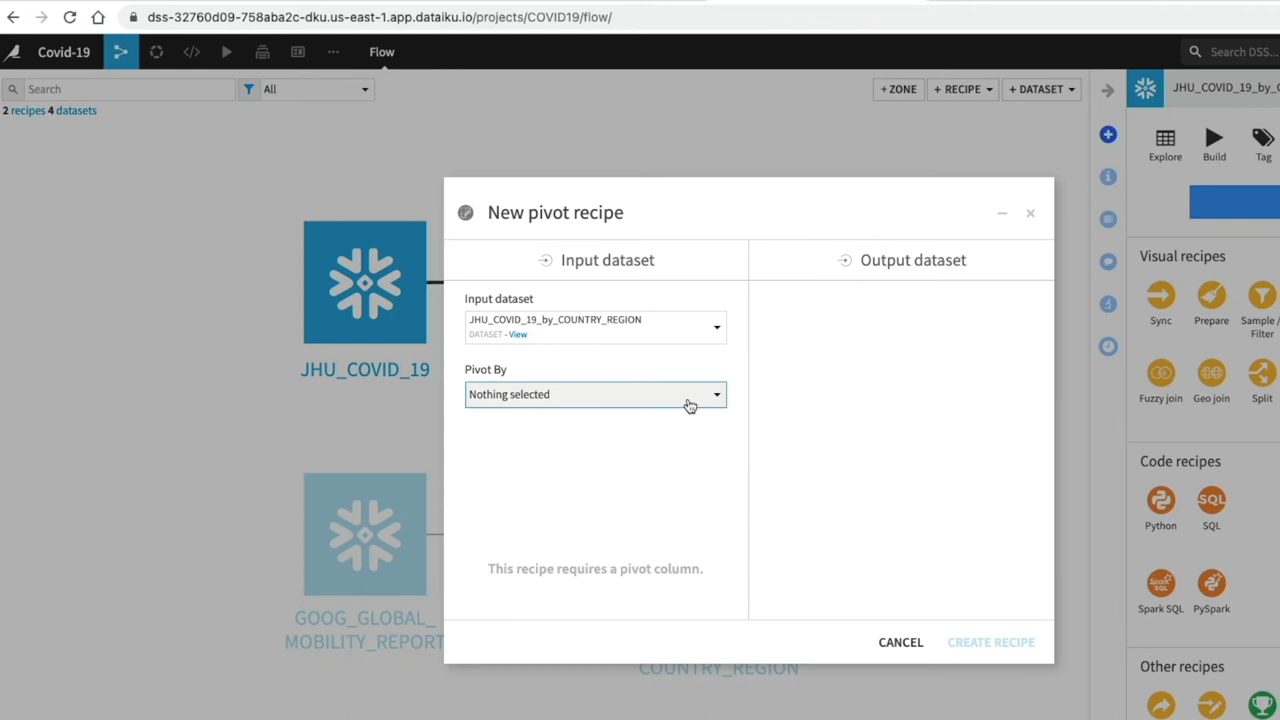 dss-32760d09-758aba2c-dku.us-east-1.app.dataiku.io/projects/COVID19/flow/
Covid-19
Flow
Search DSS...
Search
All
+ ZONE
+ RECIPE
+ DATASET
JHU_COVID_19_by_C
2 recipes 4 datasets
Explore
Build
Tag
New pivot recipe
Input dataset
Output dataset
Input dataset
JHU_COVID_19_by_COUNTRY_REGION
DATASET - View
Pivot By
Nothing selected
This recipe requires a pivot column.
CANCEL
CREATE RECIPE
JHU_COVID_19
GOOG_GLOBAL_
MOBILITY_REPORT
COUNTRY_REGION
Visual recipes
Sync
Prepare
Sample /
Filter
Fuzzy join
Geo join
Split
Code recipes
Python
SQL
SQL
Spark
SQL
Spark SQL
PySpark
Other recipes